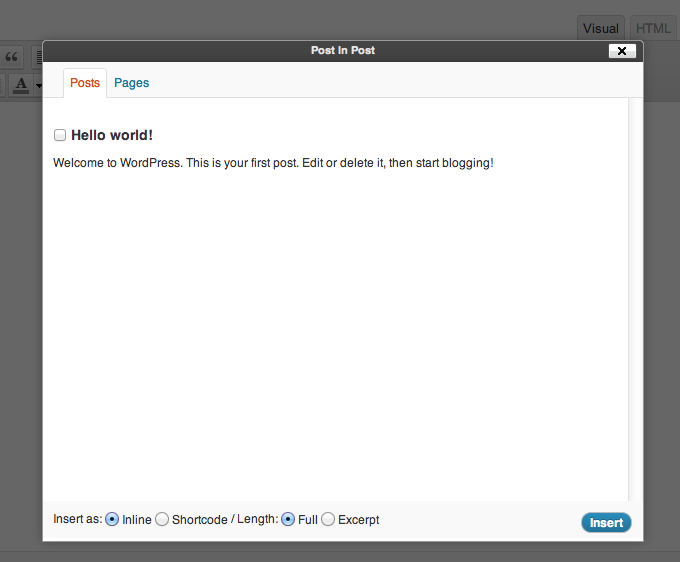 Visual HTML
Post In Post
Posts Pages
Hello world!
Welcome to WordPress. This is your first post. Edit or delete it, then start blogging!
Insert as: Inline Shortcode / Length: Full Excerpt
Insert